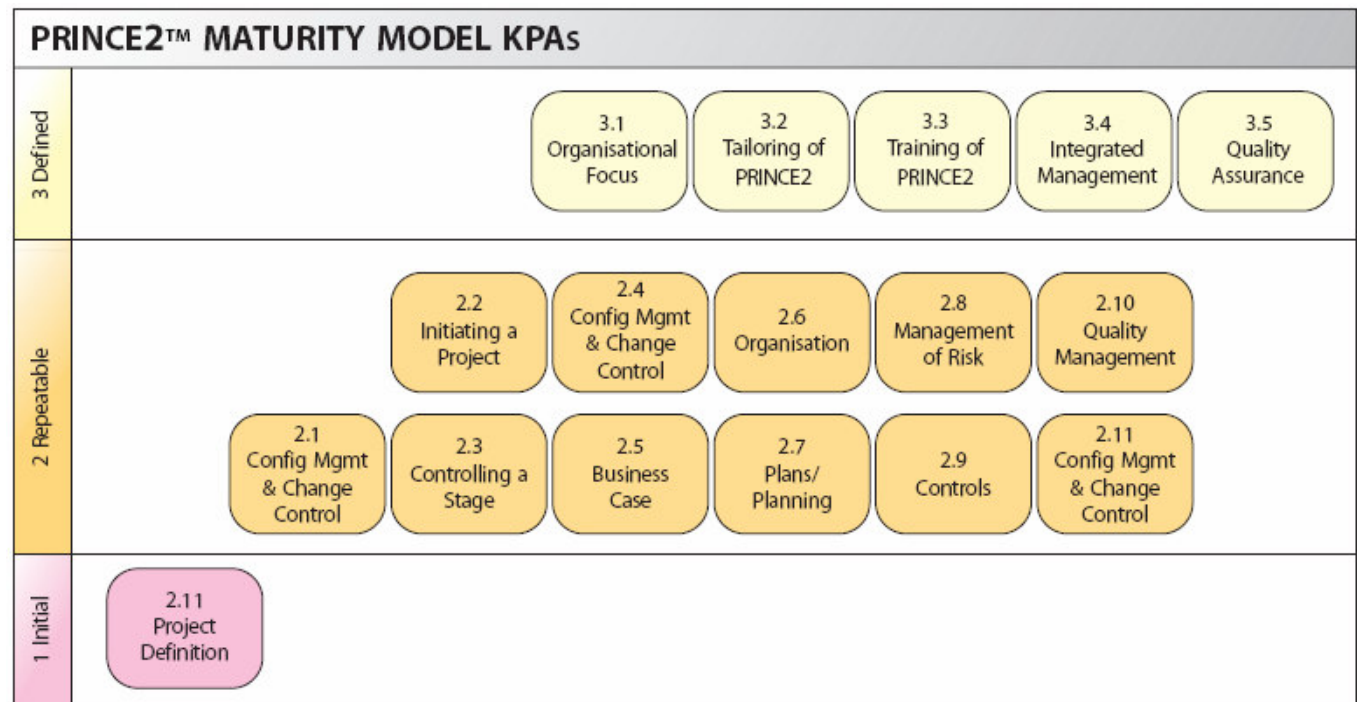 PRINCE2™ MATURITY MODEL KPAs
3 Defined
3.1
Organisational
Focus
3.2
Tailoring of
PRINCE2
3.3
Training of
PRINCE2
3.4
Integrated
Management
3.5
Quality
Assurance
2 Repeatable
2.2
Initiating a
Project
2.4
Config Mgmt
& Change
Control
2.6
Organisation
2.8
Management
of Risk
2.10
Quality
Management
2.1
Config Mgmt
& Change
Control
2.3
Controlling a
Stage
2.5
Business
Case
2.7
Plans/
Planning
2.9
Controls
2.11
Config Mgmt
& Change
Control
1 Initial
2.11
Project
Definition